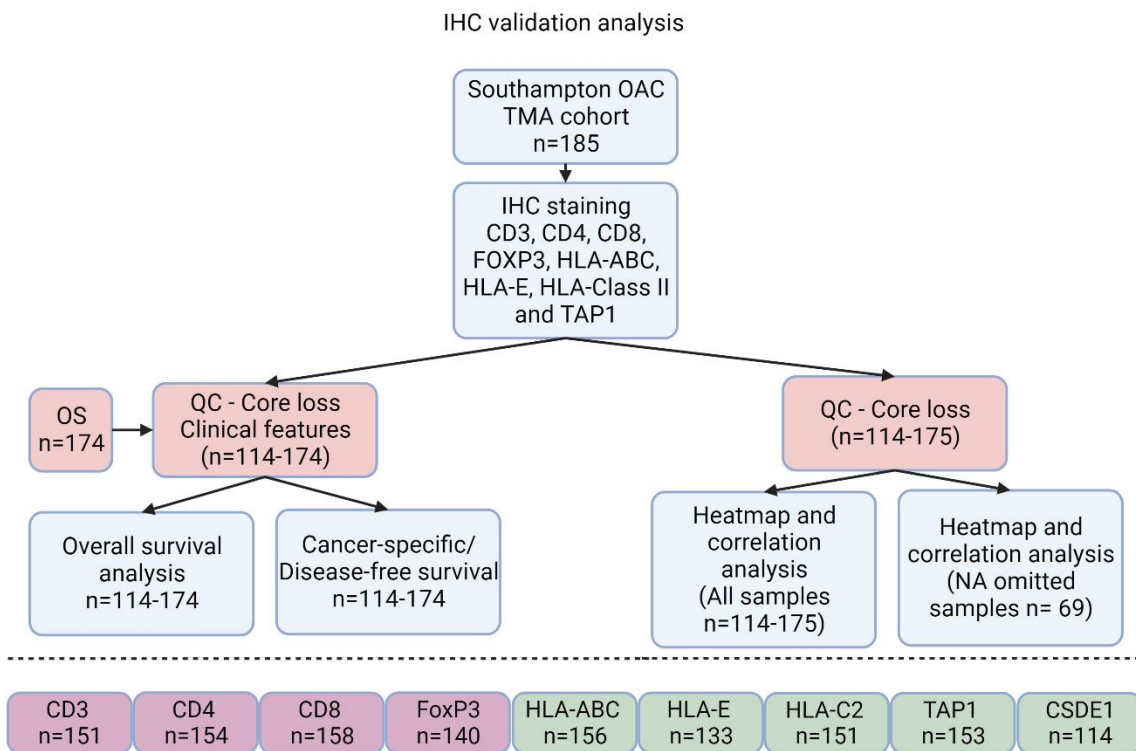 IHC validation analysis
Southampton OAC
TMA cohort
n=185
IHC staining
CD3, CD4, CD8,
FOXP3, HLA-ABC,
HLA-E, HLA-Class II
and TAP1
OS
n=174
QC - Core loss
Clinical features
(n=114-174)
QC - Core loss
(n=114-175)
Overall survival
analysis
n=114-174
Cancer-specific/
Disease-free survival
n=114-174
Heatmap and
correlation
analysis
(All samples
n=114-175)
Heatmap and
correlation analysis
(NA omitted
samples n= 69)
CD3
n=151
CD4
n=154
CD8
n=158
FoxP3
n=140
HLA-ABC
n=156
HLA-E
n=133
HLA-C2
n=151
TAP1
n=153
CSDE1
n=114